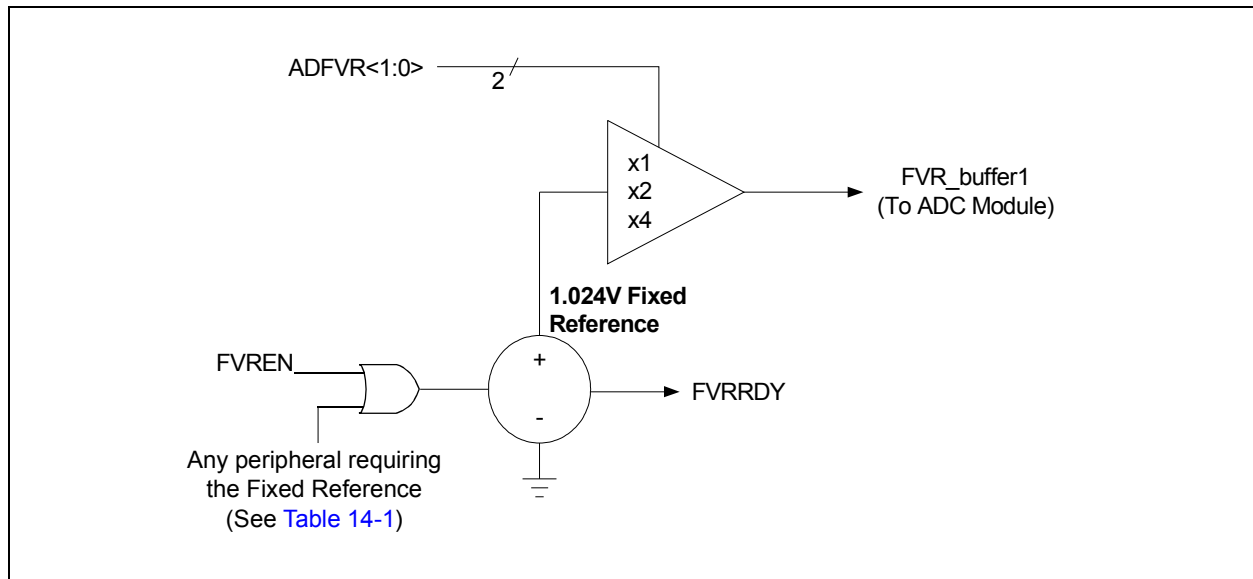 ADFVR<1:0>
2
x1
x2
x4
FVR_buffer1
(To ADC Module)
1.024V Fixed
Reference
FVREN
+
-
FVRRDY
Any peripheral requiring
the Fixed Reference
(See Table 14-1)